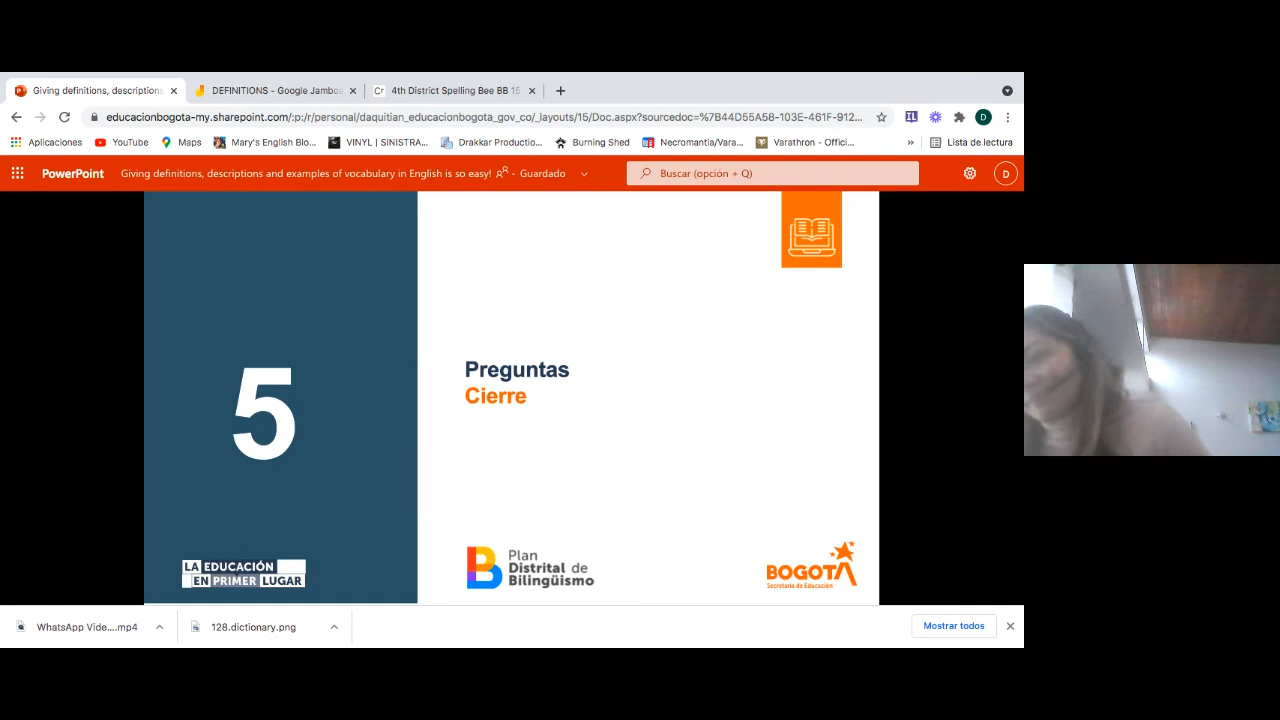 Giving definitions, descriptions
DEFINITIONS - Google Jamboa
Cr 4th District Spelling Bee BB 15
educacionbogota-my.sharepoint.com/:p:/r/personal/daquitian_educacionbogota_gov_co/_layouts/15/Doc.aspx?sourcedoc=%7B44D55A5B-103E-461F-912...
D
Aplicaciones
YouTube
Maps
Mary's English Blo...
VINYL | SINISTRA...
Drakkar Productio...
Burning Shed
Necromantia/Vara...
Varathron - Offici...
»
Lista de lectura
PowerPoint
Giving definitions, descriptions and examples of vocabulary in English is so easy! - Guardado
Buscar (opción + Q)
D
5
Preguntas
Cierre
LA EDUCACIÓN
EN PRIMER LUGAR
Plan
Distrital de
Bilingüismo
BOGOTÁ
Secretaría de Educación
WhatsApp Vide....mp4
128.dictionary.png
Mostrar todos